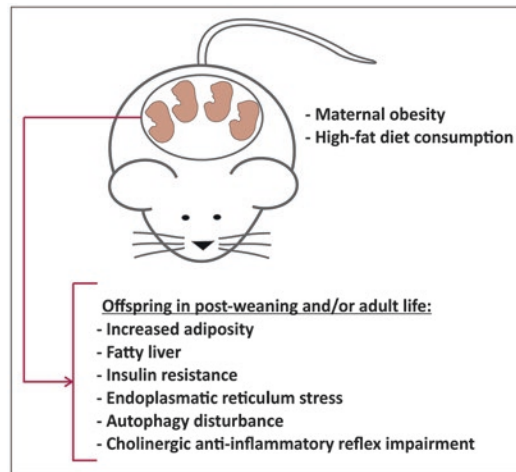 - Maternal obesity
- High-fat diet consumption
Offspring in post-weaning and/or adult life:
- Increased adiposity
- Fatty liver
- Insulin resistance
- Endoplasmatic reticulum stress
- Autophagy disturbance
- Cholinergic anti-inflammatory reflex impairment